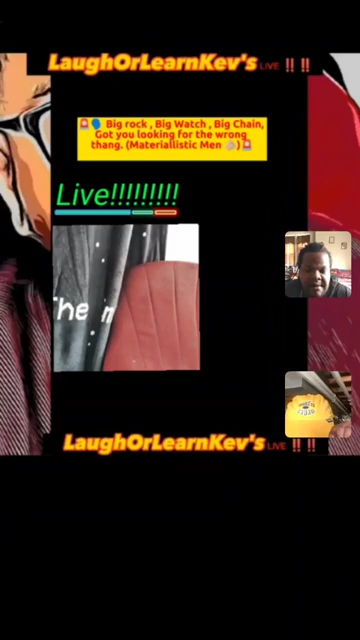 LaughOrLearnKev's LIVE ‼️ ‼️
🚨🗣️ Big rock , Big Watch , Big Chain,
Got you looking for the wrong
thang. (Materiallistic Men 🪨)🚨
Live!!!!!!!!!
The m
LaughOrLearnKev's LIVE ‼️ ‼️